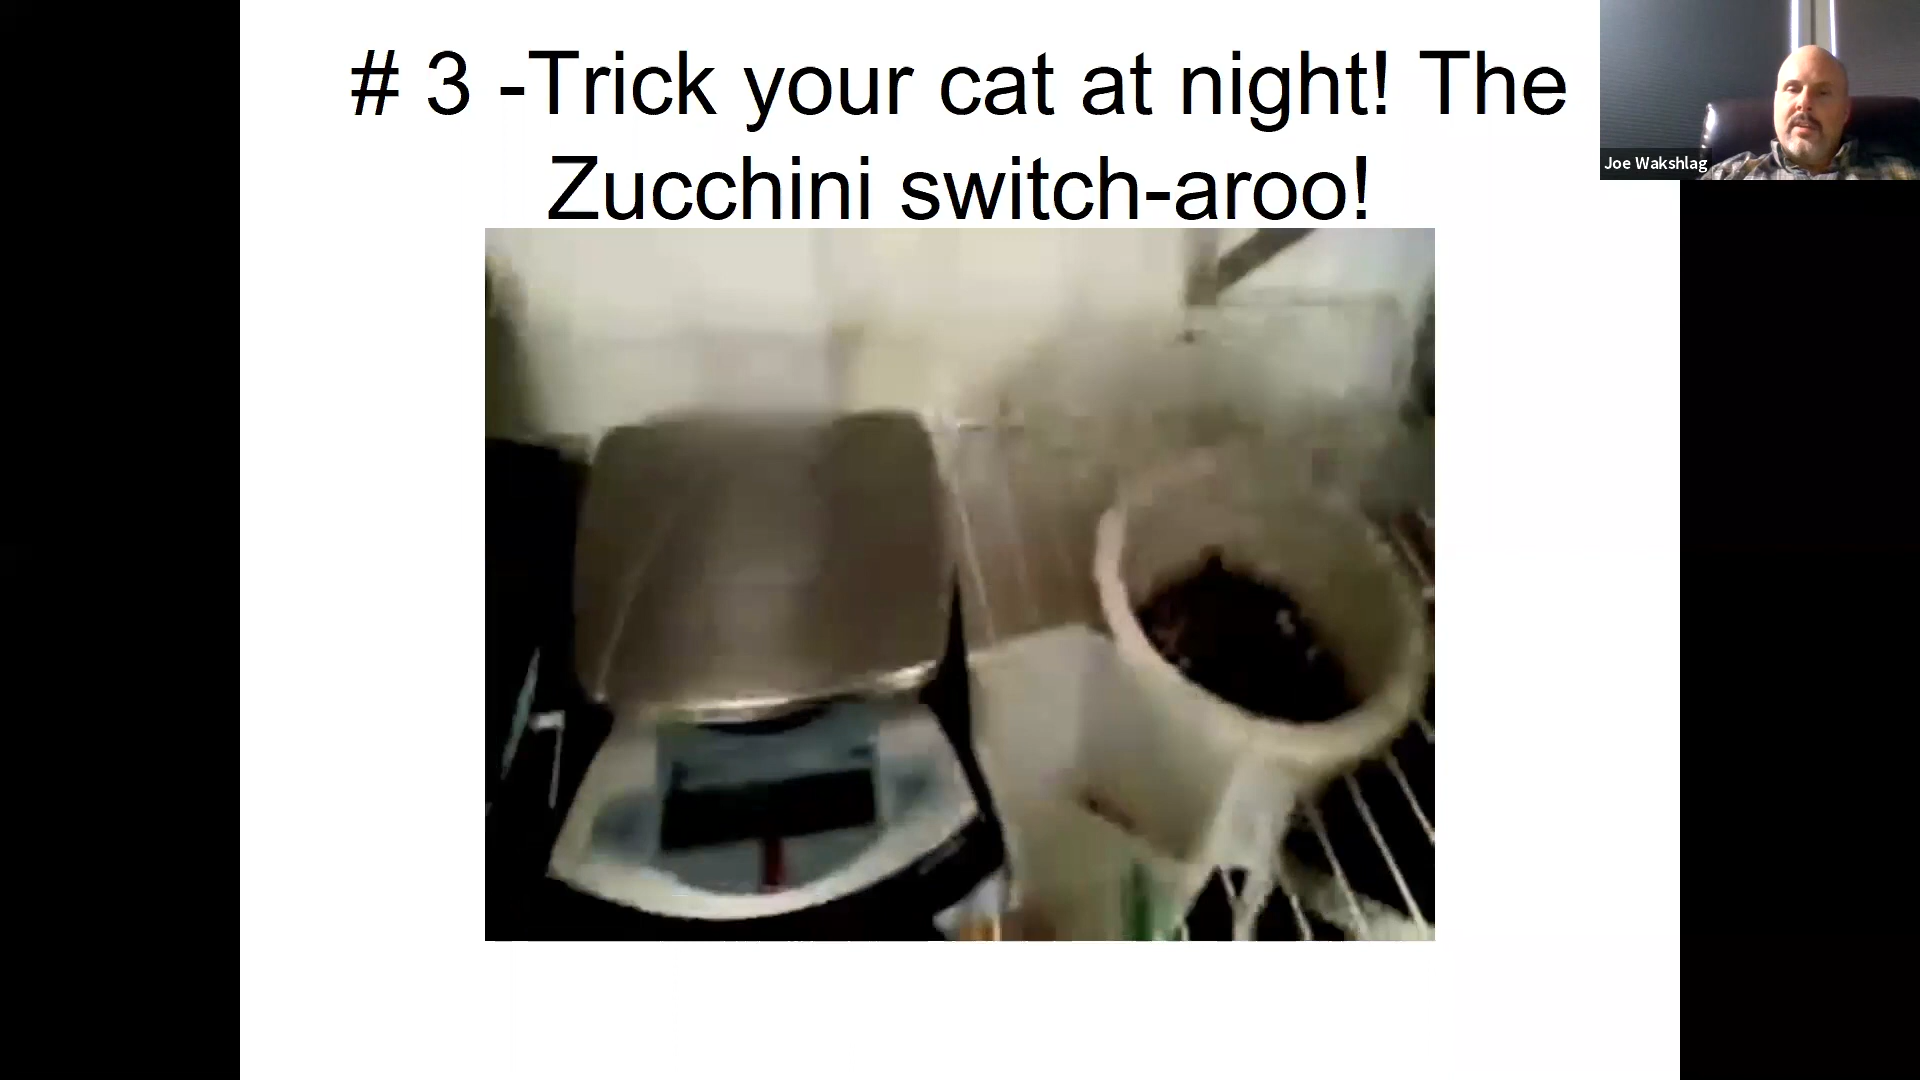 # 3 -Trick your cat at night! The
Zucchini switch-aroo!
Joe Wakshlag